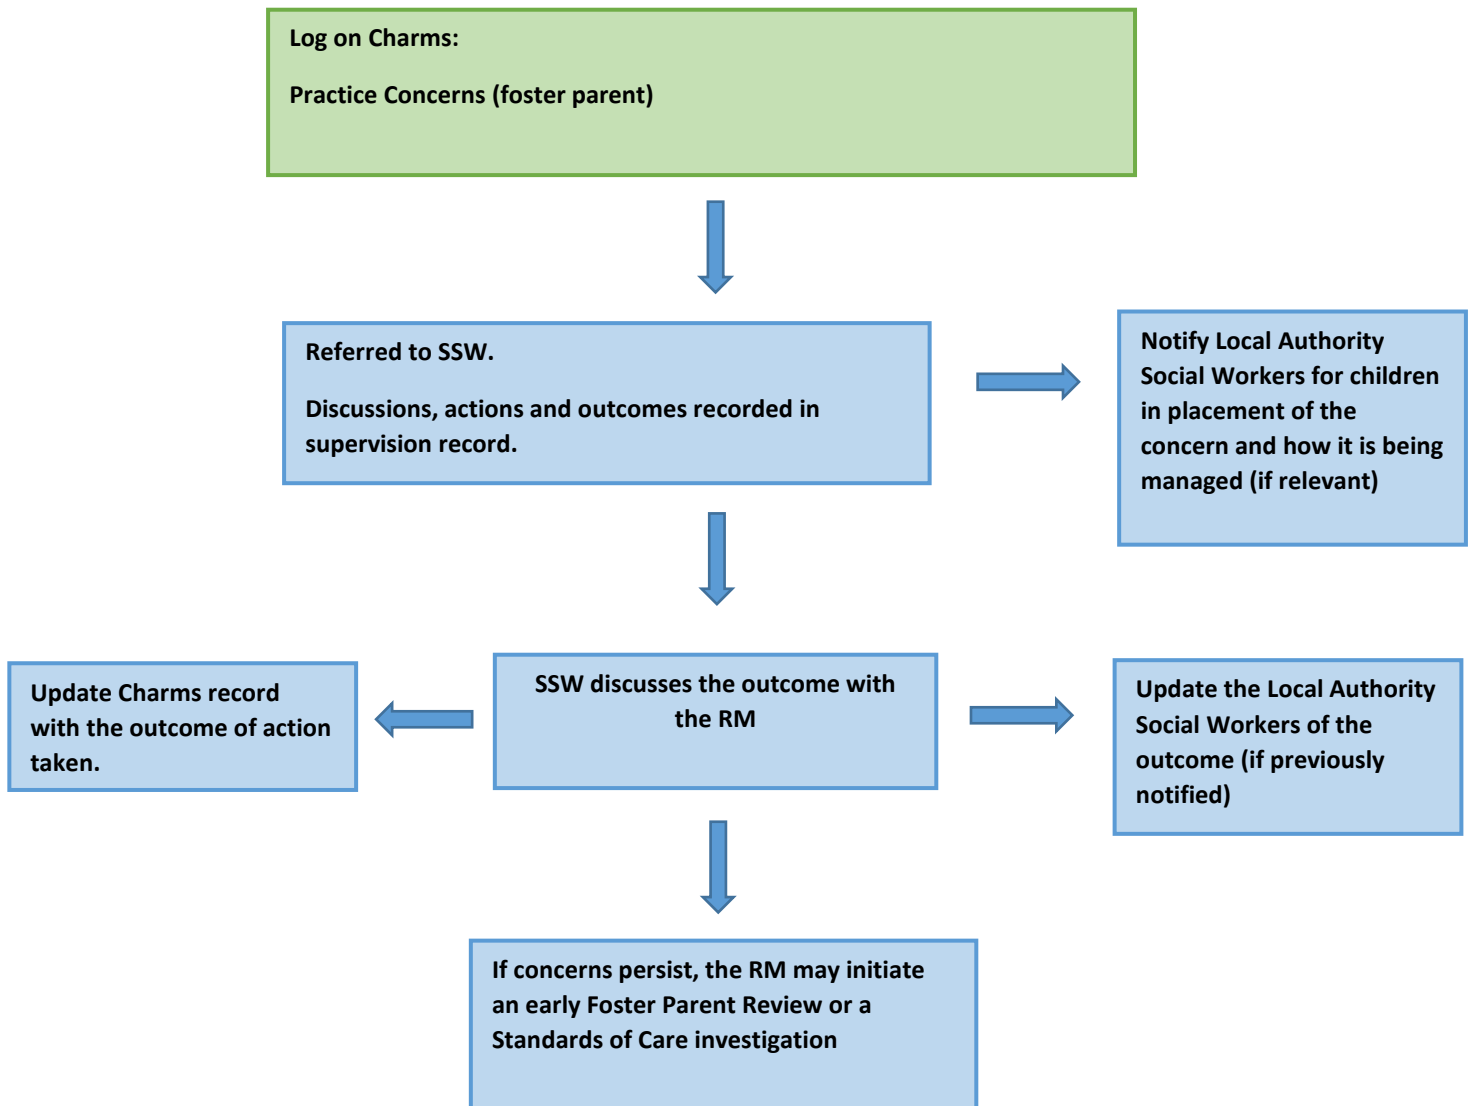 Log on Charms:
Practice Concerns (foster parent)
Referred to SSW.
Discussions, actions and outcomes recorded in
supervision record.
Notify Local Authority
Social Workers for children
in placement of the
concern and how it is being
managed (if relevant)
Update Charms record
with the outcome of action
taken.
SSW discusses the outcome with
the RM
Update the Local Authority
Social Workers of the
outcome (if previously
notified)
If concerns persist, the RM may initiate
an early Foster Parent Review or a
Standards of Care investigation